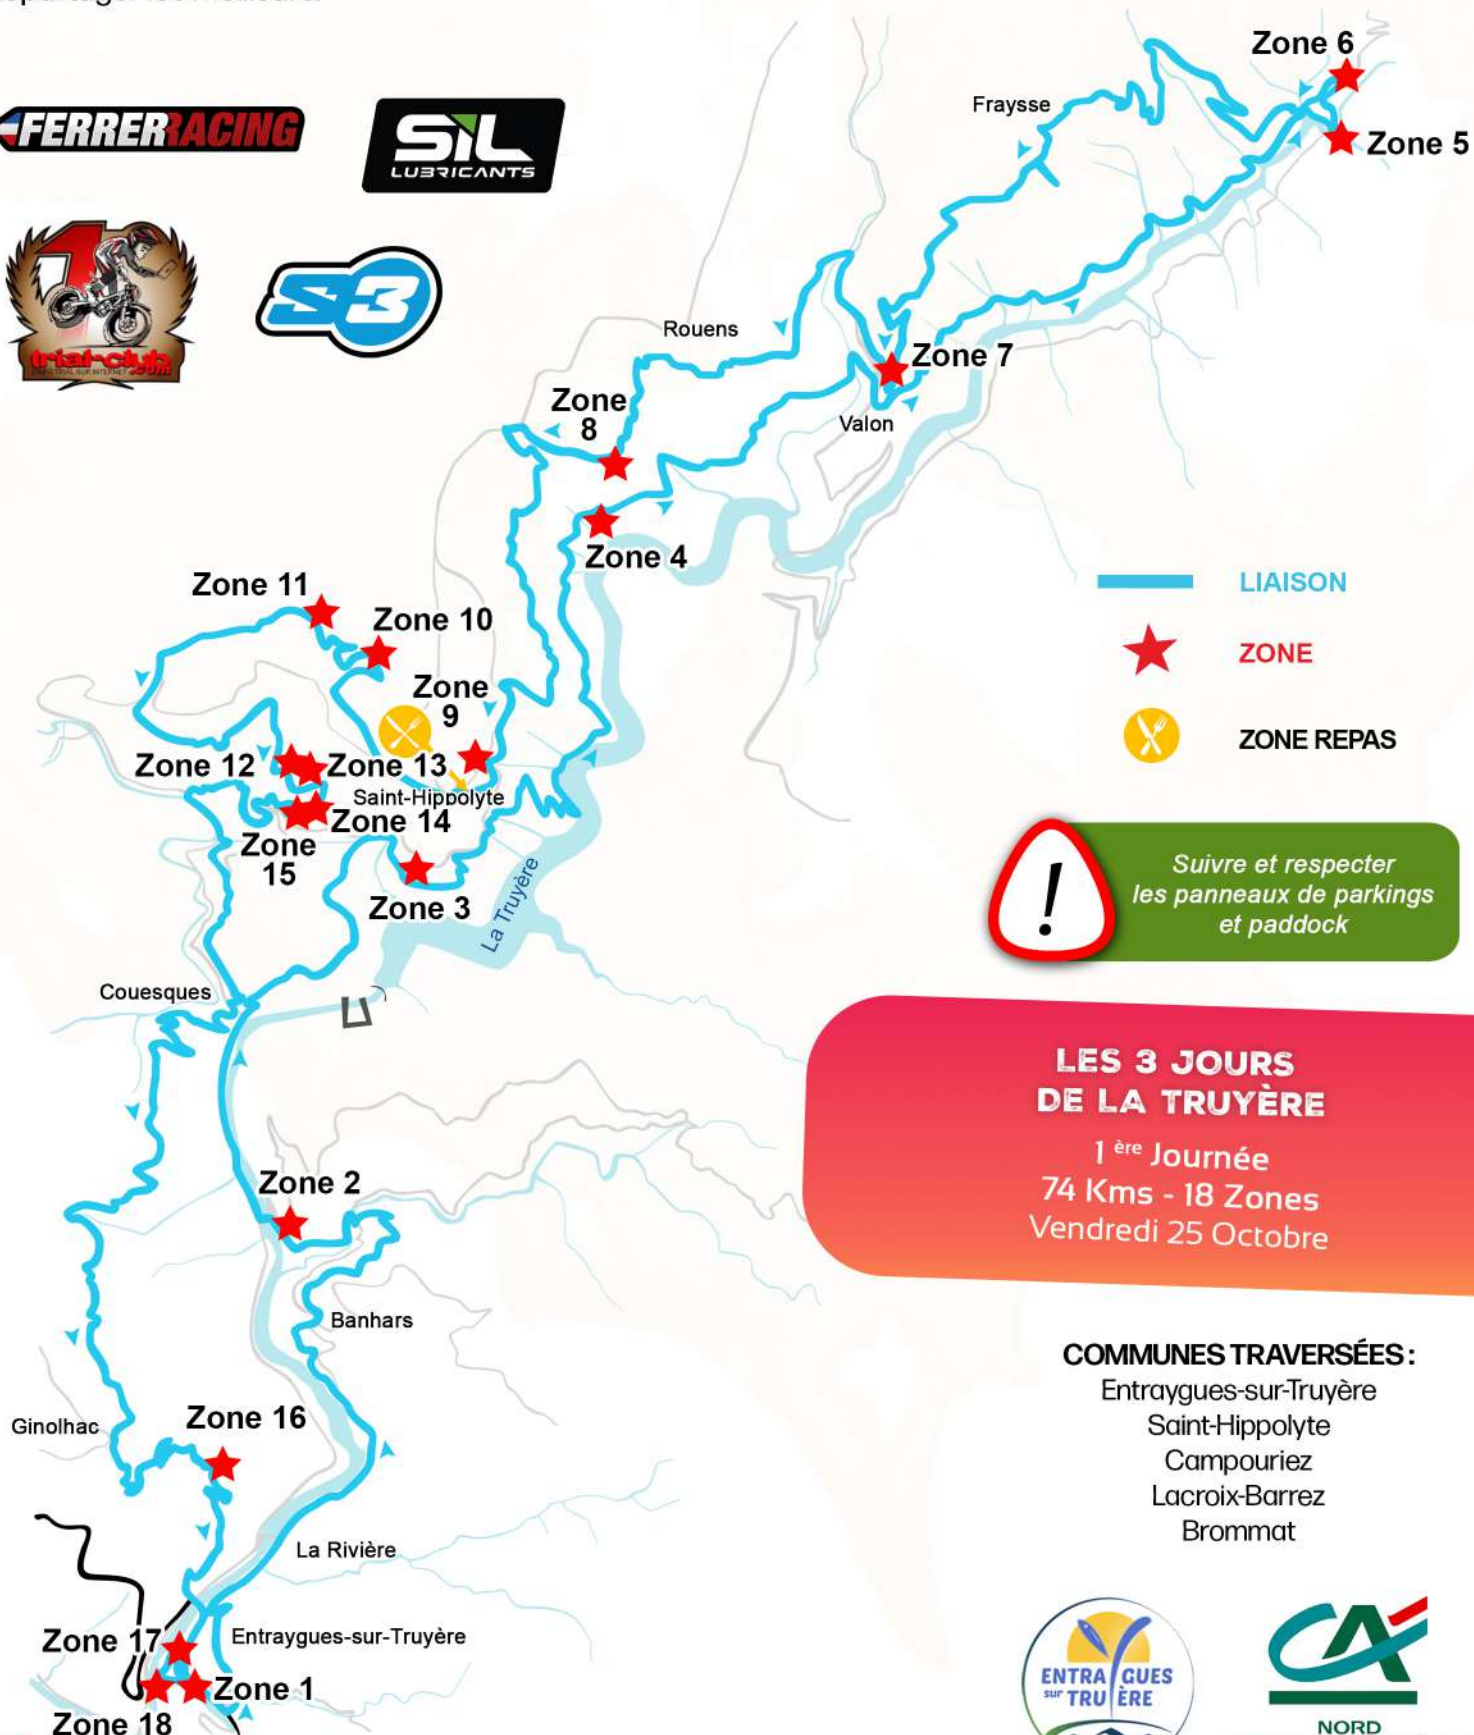 Zone 6
Fraysse
Zone 5
FERRERRACING
SiL
LUBRICANTS
1
trial-club
.com
S3
Rouens
Zone 7
Zone
8
Valon
Zone 4
LIAISON
Zone 11
Zone 10
ZONE
Zone
9
ZONE REPAS
Zone 12
Zone 13
Saint-Hippolyte
Zone 14
Zone
15
Zone 3
La Truyère
Suivre et respecter
les panneaux de parkings
et paddock
Couesques
LES 3 JOURS
DE LA TRUYÈRE
1 ère Journée
74 Kms - 18 Zones
Vendredi 25 Octobre
Zone 2
Banhars
COMMUNES TRAVERSÉES :
Entraygues-sur-Truyère
Saint-Hippolyte
Campouriez
Lacroix-Barrez
Brommat
Ginolhac
Zone 16
La Rivière
Zone 17
Entraygues-sur-Truyère
Zone 1
Zone 18
ENTRAYGUES
sur TRUYÈRE
CA
NORD